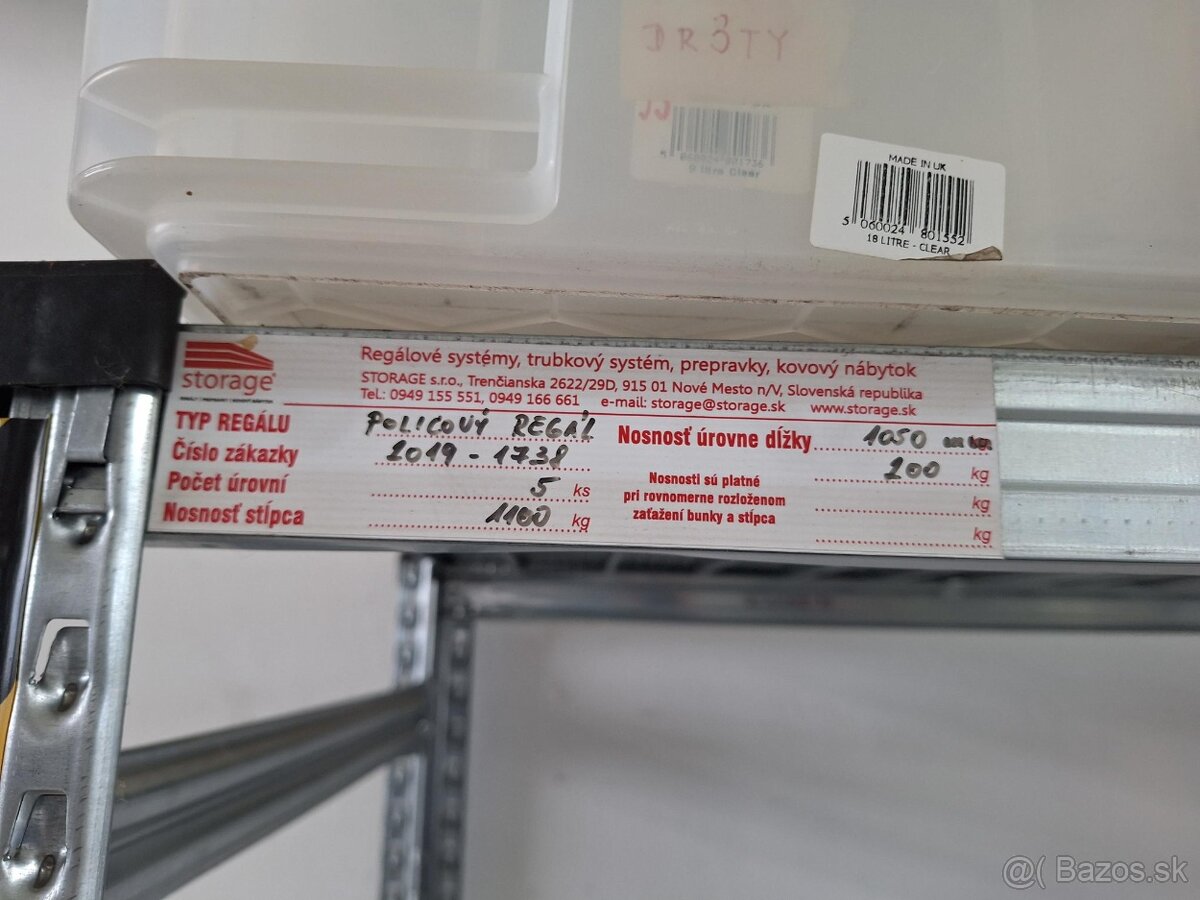 DR3TY
JJ
9 litre Clear
MADE IN UK
5 060024 801552
18 LITRE - CLEAR
storage
Regálové systémy, trubkový systém, prepravky, kovový nábytok
STORAGE s.r.o., Trenčianska 2622/29D, 915 01 Nové Mesto n/V, Slovenská republika
Tel.: 0949 155 551, 0949 166 661 e-mail: storage@storage.sk www.storage.sk
TYP REGÁLU POLICOVÝ REGÁL
Číslo zákazky 2019 - 1738
Počet úrovní 5 ks
Nosnosť stĺpca 1100 kg
Nosnosť úrovne dĺžky 1050
200 kg
Nosnosti sú platné
pri rovnomerne rozloženom
zaťažení bunky a stĺpca
kg
kg
@( Bazos.sk